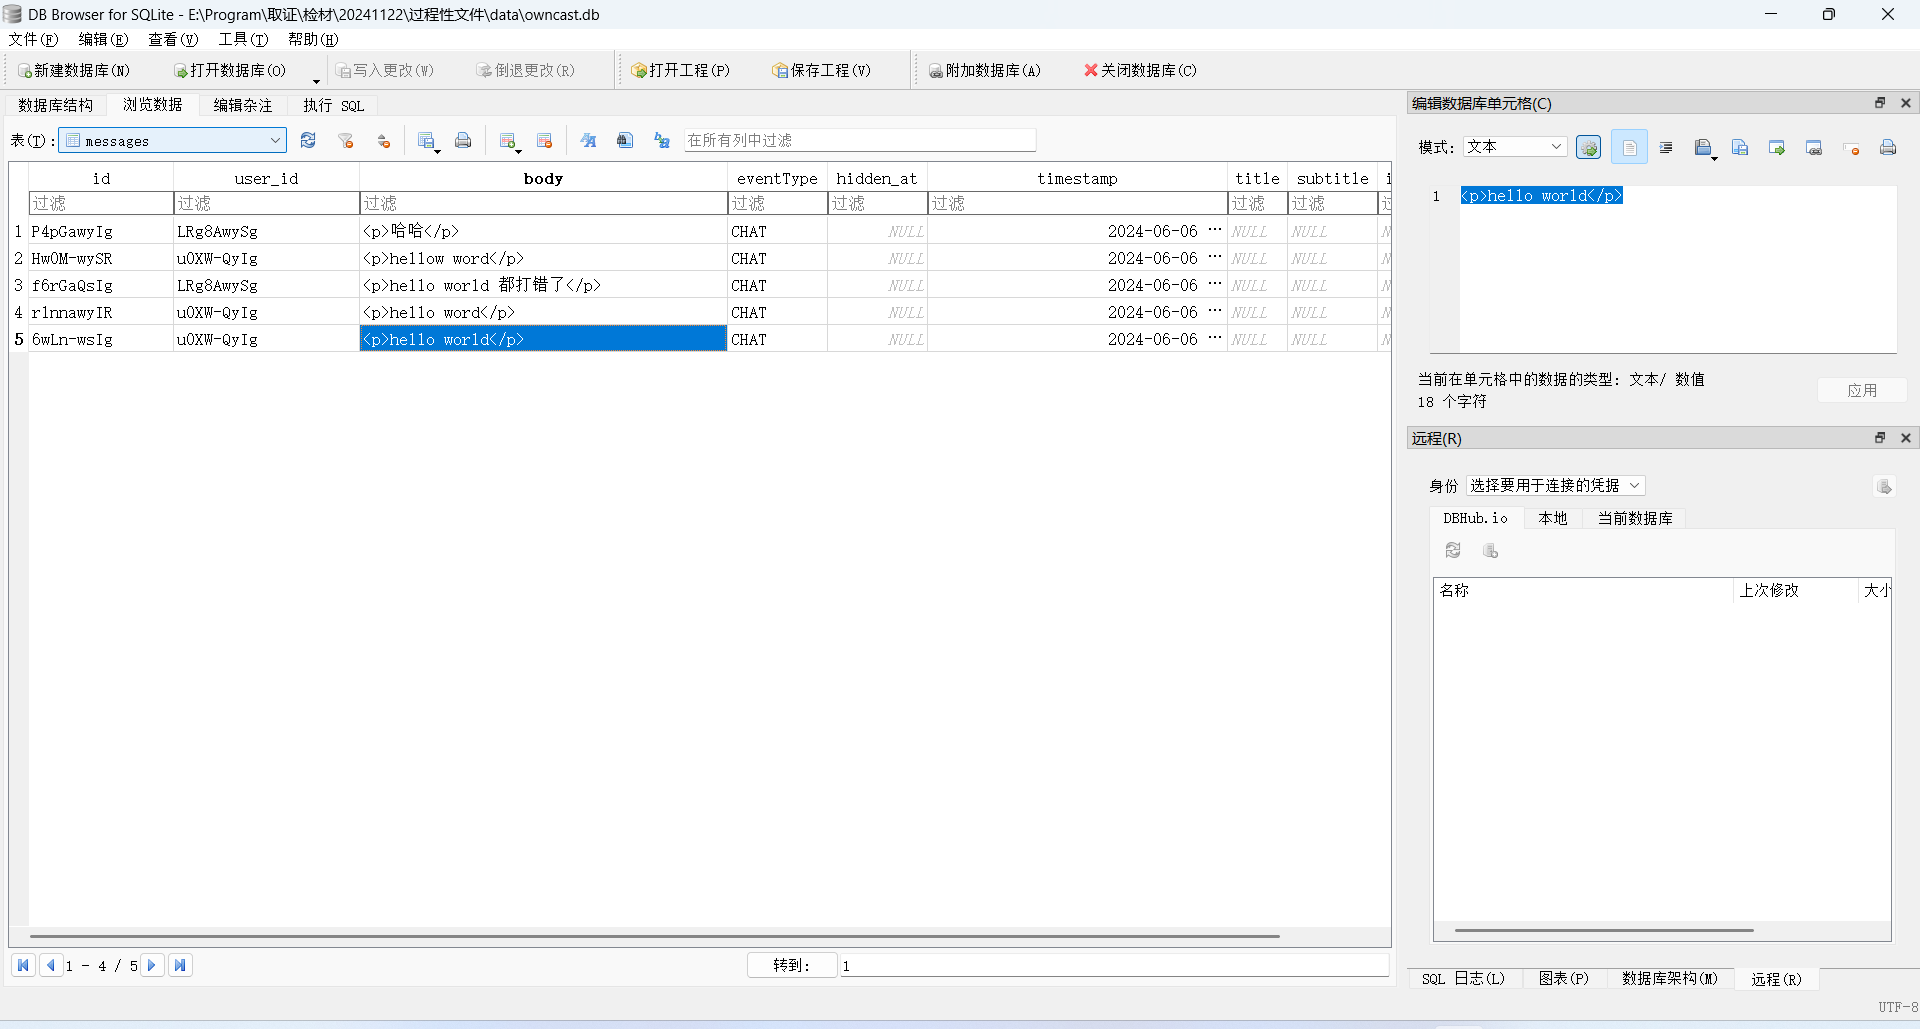 DB Browser for SQLite - E:\Program\取证\检材\20241122\过程性文件\data\owncast.db
文件(F) 编辑(E) 查看(V) 工具(T) 帮助(H)
新建数据库(N) 打开数据库(O) 写入更改(W) 倒退更改(R) 打开工程(P) 保存工程(V) 附加数据库(A) 关闭数据库(C)
数据库结构 浏览数据 编辑杂注 执行 SQL
表(T): messages 在所有列中过滤
id user_id body eventType hidden_at timestamp title subtitle i
过滤 过滤 过滤 过滤 过滤 过滤 过滤 过滤 过
1 P4pGawyIg LRg8AwySg <p>哈哈</p> CHAT NULL 2024-06-06 ... NULL NULL N
2 HwOM-wySR uOXW-QyIg <p>hellow word</p> CHAT NULL 2024-06-06 ... NULL NULL N
3 f6rGaQsIg LRg8AwySg <p>hello world 都打错了</p> CHAT NULL 2024-06-06 ... NULL NULL N
4 rlnnawyIR uOXW-QyIg <p>hello word</p> CHAT NULL 2024-06-06 ... NULL NULL N
5 6wLn-wsIg uOXW-QyIg <p>hello world</p> CHAT NULL 2024-06-06 ... NULL NULL N
1 - 4 / 5 转到: 1
编辑数据库单元格(C)
模式: 文本
1 <p>hello world</p>
当前在单元格中的数据的类型: 文本/ 数值
18 个字符
应用
远程(R)
身份 选择要用于连接的凭据
DBHub.io 本地 当前数据库
名称 上次修改 大小
SQL 日志(L) 图表(P) 数据库架构(M) 远程(R)
UTF-8